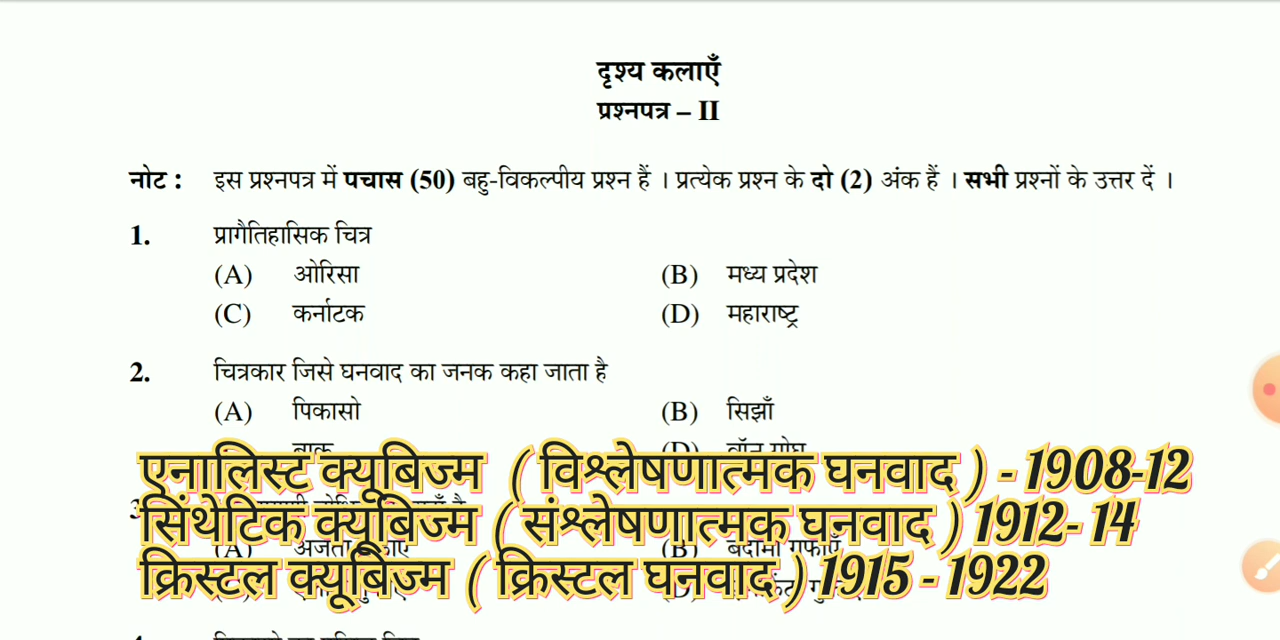 दृश्य कलाएँ
प्रश्नपत्र – II
नोट : इस प्रश्नपत्र में पचास (50) बहु-विकल्पीय प्रश्न हैं । प्रत्येक प्रश्न के दो (2) अंक हैं । सभी प्रश्नों के उत्तर दें ।
1. प्रागैतिहासिक चित्र
(A) ओरिसा (B) मध्य प्रदेश
(C) कर्नाटक (D) महाराष्ट्र
2. चित्रकार जिसे घनवाद का जनक कहा जाता है
(A) पिकासो (B) सिझाँ
(D) वॉन गोघ
एनालिस्ट क्यूबिज्म ( विश्लेषणात्मक घनवाद ) - 1908-12
सिंथेटिक क्यूबिज्म ( संश्लेषणात्मक घनवाद ) 1912- 14
(A) (B) बदामी गुफाएँ
क्रिस्टल क्यूबिज्म ( क्रिस्टल घनवाद ) 1915 - 1922